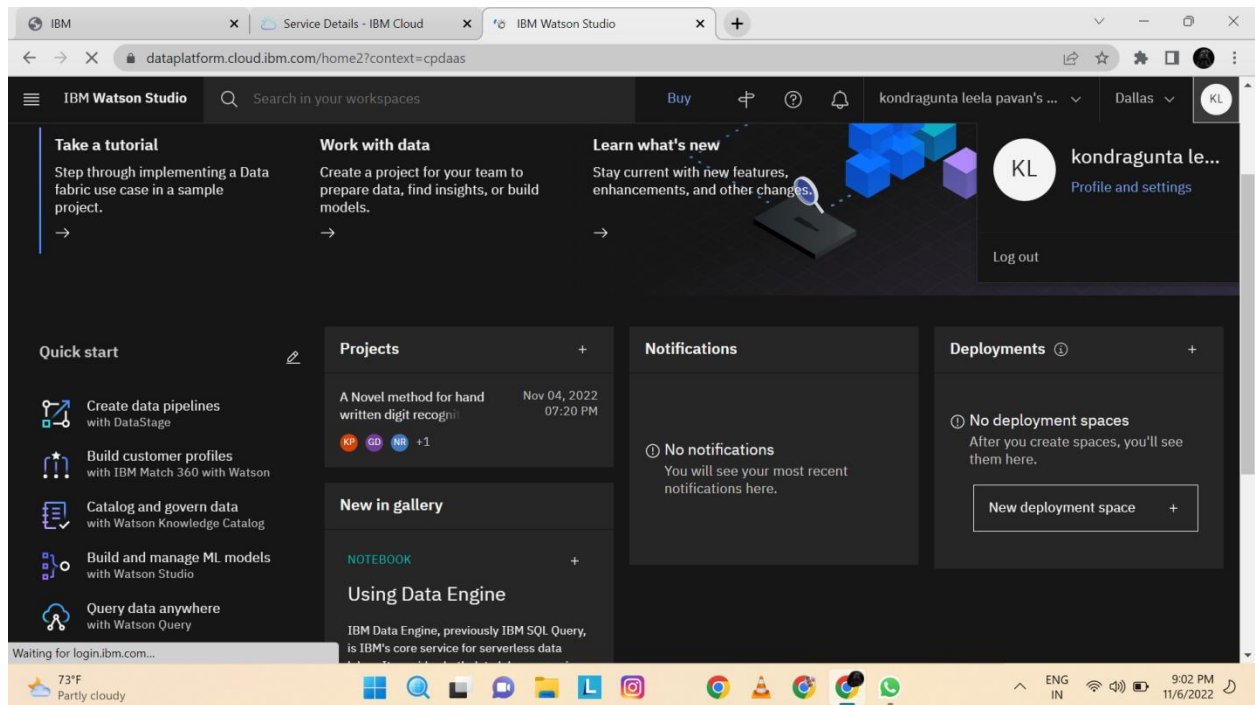 IBM
Service Details - IBM Cloud
IBM Watson Studio
dataplatform.cloud.ibm.com/home2?context=cpdaas
IBM Watson Studio
Search in your workspaces
Buy
kondragunta leela pavan's ...
Dallas
KL
Take a tutorial
Step through implementing a Data
fabric use case in a sample
project.
Work with data
Create a project for your team to
prepare data, find insights, or build
models.
Learn what's new
Stay current with new features,
enhancements, and other changes.
KL
kondragunta le...
Profile and settings
Log out
Quick start
Create data pipelines
with DataStage
Build customer profiles
with IBM Match 360 with Watson
Catalog and govern data
with Watson Knowledge Catalog
Build and manage ML models
with Watson Studio
Query data anywhere
with Watson Query
Projects
A Novel method for hand
written digit recogni
Nov 04, 2022
07:20 PM
KP GD NR +1
New in gallery
NOTEBOOK
Using Data Engine
IBM Data Engine, previously IBM SQL Query,
is IBM's core service for serverless data
Notifications
No notifications
You will see your most recent
notifications here.
Deployments
No deployment spaces
After you create spaces, you'll see
them here.
New deployment space +
Waiting for login.ibm.com...
73°F
Partly cloudy
L
ENG
IN
9:02 PM
11/6/2022